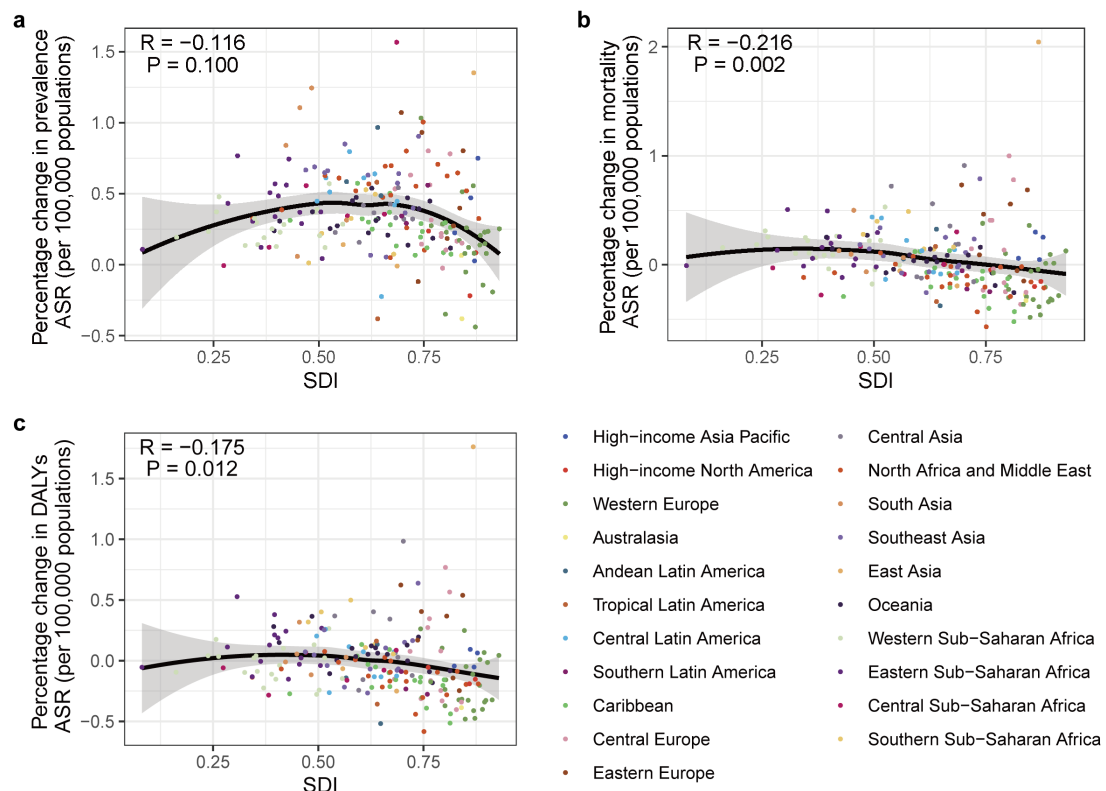 a
R = −0.116
P = 0.100
Percentage change in prevalence
ASR (per 100,000 populations)
1.5
1.0
0.5
0.0
−0.5
0.25
0.50
0.75
SDI
b
R = −0.216
P = 0.002
Percentage change in mortality
ASR (per 100,000 populations)
2
1
0
0.25
0.50
0.75
SDI
c
R = −0.175
P = 0.012
Percentage change in DALYs
ASR (per 100,000 populations)
1.5
1.0
0.5
0.0
−0.5
0.25
0.50
0.75
SDI
High−income Asia Pacific
High−income North America
Western Europe
Australasia
Andean Latin America
Tropical Latin America
Central Latin America
Southern Latin America
Caribbean
Central Europe
Eastern Europe
Central Asia
North Africa and Middle East
South Asia
Southeast Asia
East Asia
Oceania
Western Sub−Saharan Africa
Eastern Sub−Saharan Africa
Central Sub−Saharan Africa
Southern Sub−Saharan Africa